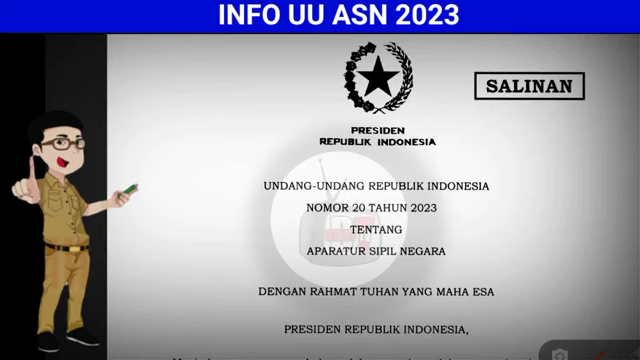 INFO UU ASN 2023
SALINAN
PRESIDEN
REPUBLIK INDONESIA
UNDANG-UNDANG REPUBLIK INDONESIA
NOMOR 20 TAHUN 2023
TENTANG
APARATUR SIPIL NEGARA
DENGAN RAHMAT TUHAN YANG MAHA ESA
PRESIDEN REPUBLIK INDONESIA,